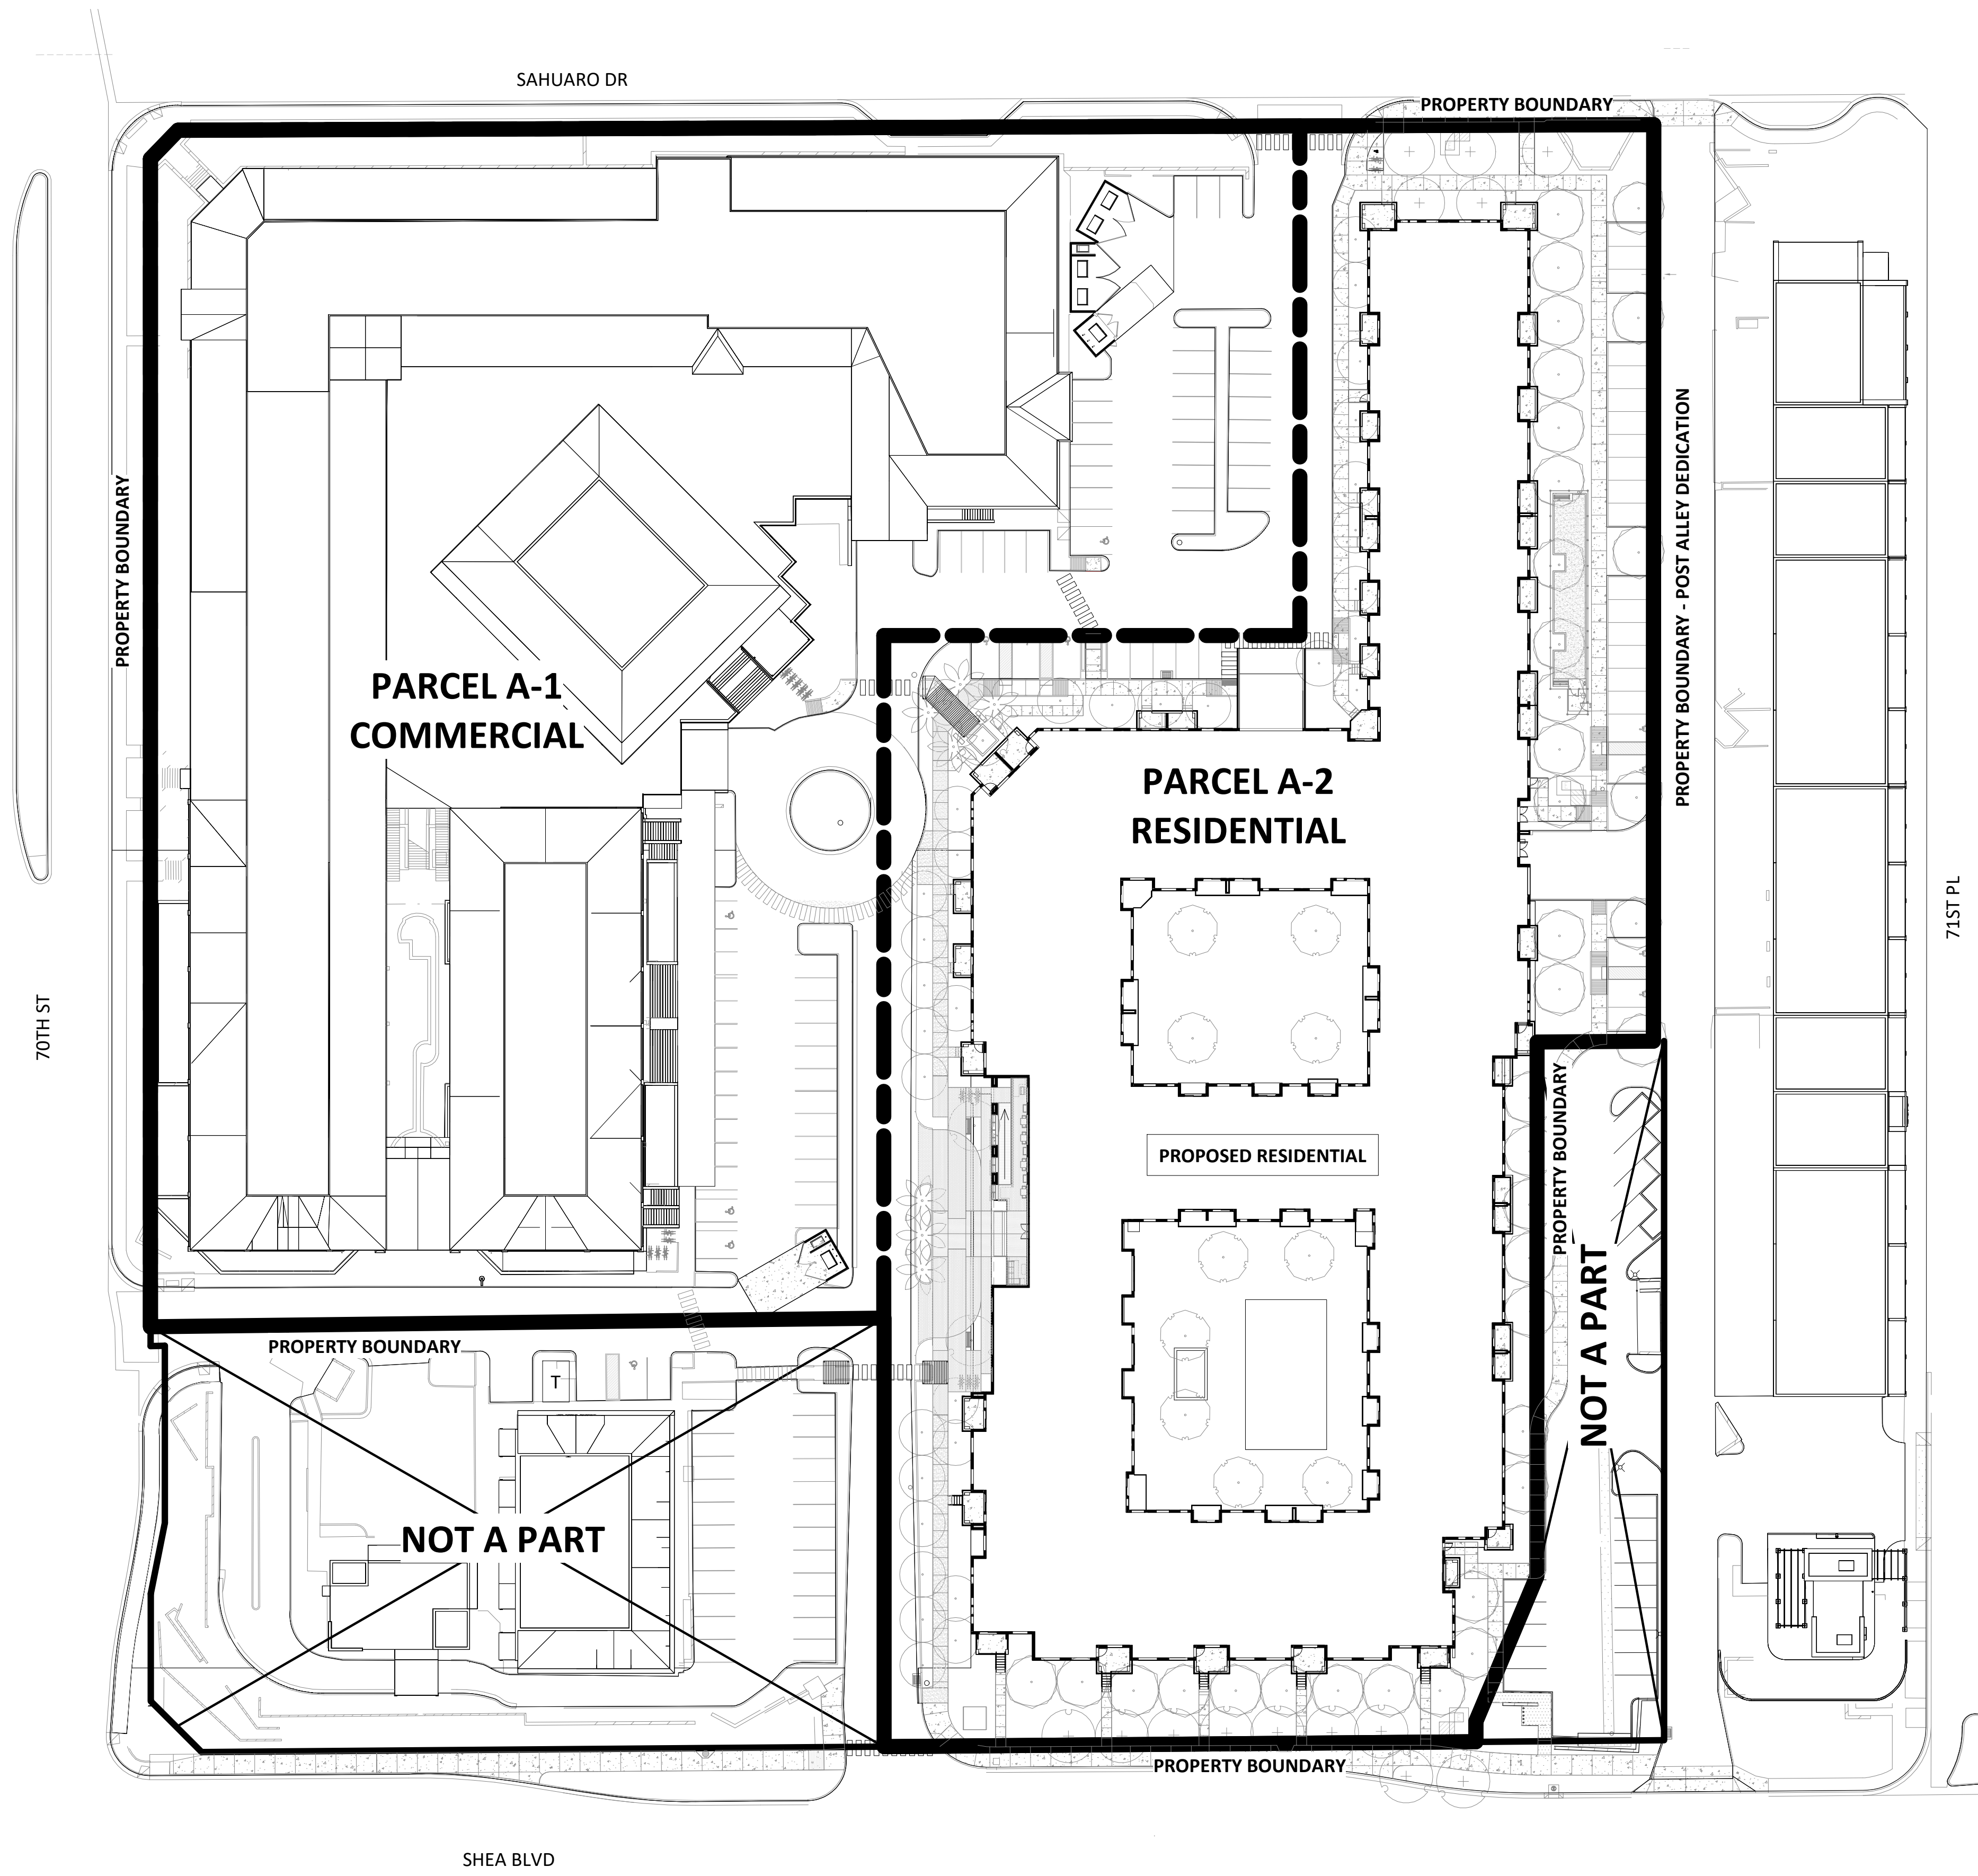 SAHUARO DR
PROPERTY BOUNDARY
PROPERTY BOUNDARY
PROPERTY BOUNDARY - POST ALLEY DEDICATION
PARCEL A-1
COMMERCIAL
PARCEL A-2
RESIDENTIAL
71ST PL
70TH ST
PROPERTY BOUNDARY
PROPOSED RESIDENTIAL
NOT A PART
PROPERTY BOUNDARY
T
NOT A PART
PROPERTY BOUNDARY
SHEA BLVD